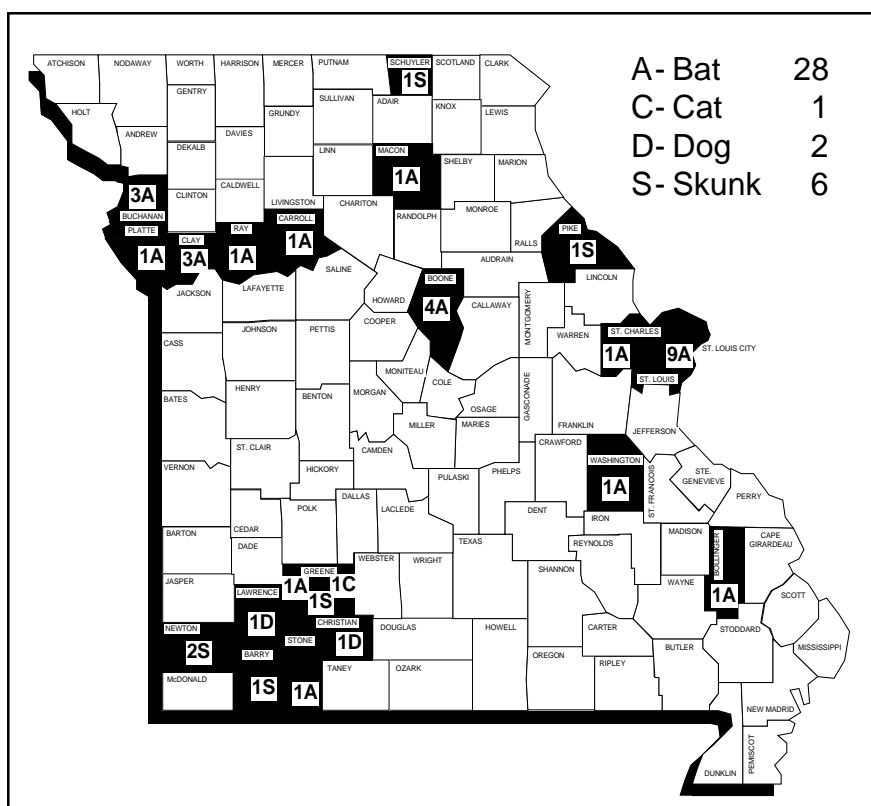 A- Bat 28
C- Cat 1
D- Dog 2
S- Skunk 6
ATCHISON
NODAWAY
WORTH
HARRISON
MERCER
PUTNAM
SCHUYLER
1S
SCOTLAND
CLARK
GENTRY
SULLIVAN
ADAIR
KNOX
LEWIS
HOLT
GRUNDY
ANDREW
DAVIES
DEKALB
LINN
MACON
1A
SHELBY
MARION
3A
BUCHANAN
CLINTON
CALDWELL
LIVINGSTON
CHARITON
RANDOLPH
MONROE
RALLS
PIKE
1S
PLATTE
1A
CLAY
3A
RAY
1A
CARROLL
1A
SALINE
AUDRAIN
LINCOLN
JACKSON
LAFAYETTE
HOWARD
BOONE
4A
CALLAWAY
MONTGOMERY
WARREN
ST. CHARLES
1A
9A
ST. LOUIS CITY
ST. LOUIS
CASS
JOHNSON
PETTIS
COOPER
MONITEAU
COLE
OSAGE
GASCONADE
FRANKLIN
JEFFERSON
BATES
HENRY
BENTON
MORGAN
MILLER
MARIES
CRAWFORD
WASHINGTON
1A
ST. FRANCOIS
STE.
GENEVIEVE
PERRY
VERNON
ST. CLAIR
HICKORY
CAMDEN
PULASKI
PHELPS
DENT
IRON
MADISON
BOLLINGER
1A
CAPE
GIRARDEAU
BARTON
CEDAR
POLK
DALLAS
LACLEDE
TEXAS
REYNOLDS
DADE
JASPER
GREENE
1A
1C
1S
WEBSTER
WRIGHT
SHANNON
WAYNE
SCOTT
LAWRENCE
1D
CHRISTIAN
1D
DOUGLAS
HOWELL
CARTER
STODDARD
MISSISSIPPI
NEWTON
2S
STONE
1A
BARRY
1S
McDONALD
TANEY
OZARK
OREGON
RIPLEY
BUTLER
NEW MADRID
DUNKLIN
PEMISCOT